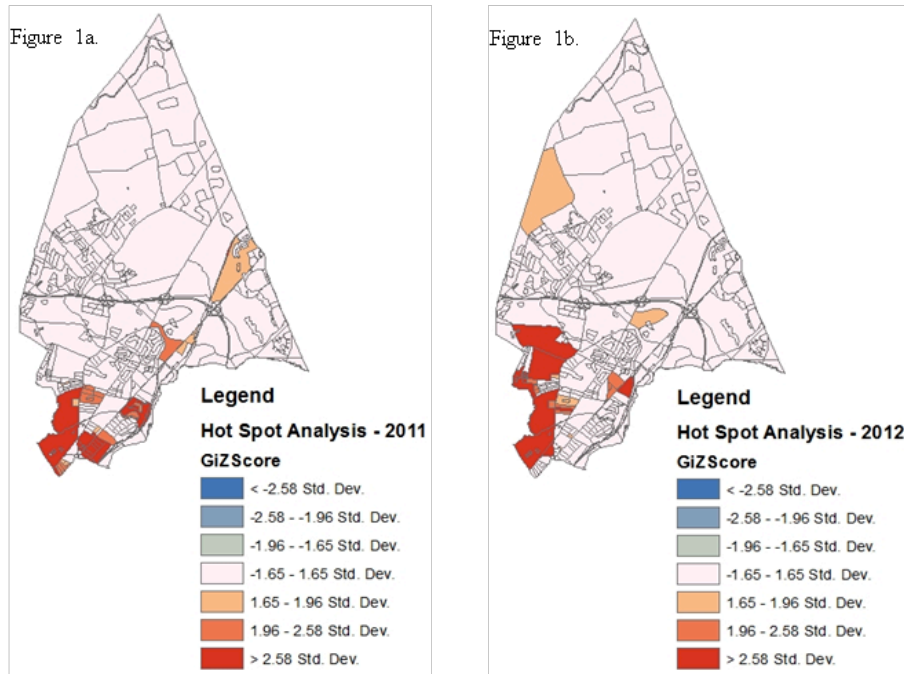 Figure 1a.
Legend
Hot Spot Analysis - 2011
GiZScore
< -2.58 Std. Dev.
-2.58 - -1.96 Std. Dev.
-1.96 - -1.65 Std. Dev.
-1.65 - 1.65 Std. Dev.
1.65 - 1.96 Std. Dev.
1.96 - 2.58 Std. Dev.
> 2.58 Std. Dev.
Figure 1b.
Legend
Hot Spot Analysis - 2012
GiZScore
< -2.58 Std. Dev.
-2.58 - -1.96 Std. Dev.
-1.96 - -1.65 Std. Dev.
-1.65 - 1.65 Std. Dev.
1.65 - 1.96 Std. Dev.
1.96 - 2.58 Std. Dev.
> 2.58 Std. Dev.